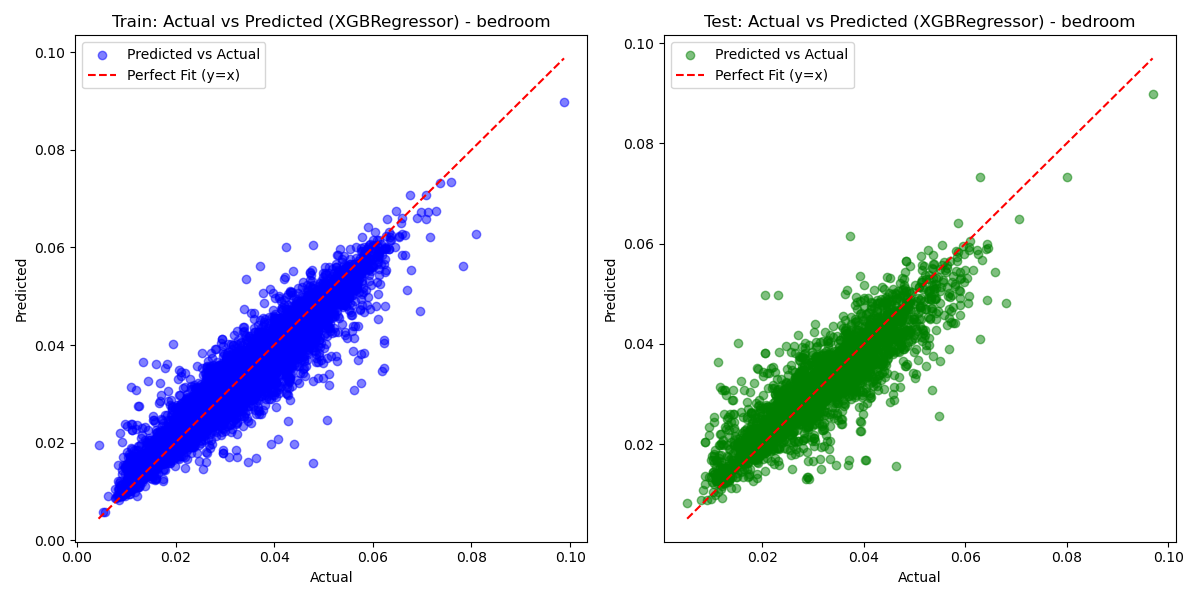 Train: Actual vs Predicted (XGBRegressor) - bedroom
Predicted vs Actual
Perfect Fit (y=x)
Predicted
0.10
0.08
0.06
0.04
0.02
0.00
0.00 0.02 0.04 0.06 0.08 0.10
Actual
Test: Actual vs Predicted (XGBRegressor) - bedroom
Predicted vs Actual
Perfect Fit (y=x)
Predicted
0.10
0.08
0.06
0.04
0.02
0.02 0.04 0.06 0.08 0.10
Actual